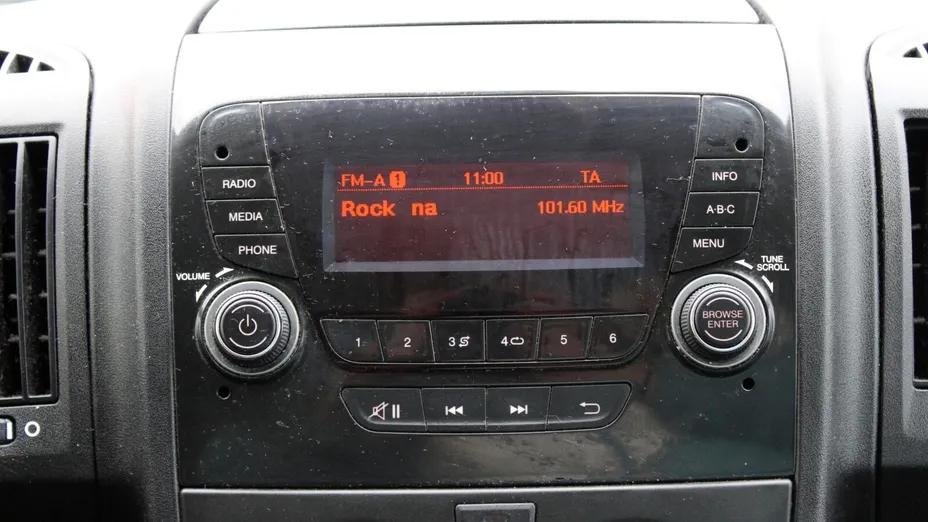 FM-A 1 11:00 TA
Rock na 101.60 MHz
RADIO
MEDIA
PHONE
INFO
A·B·C
MENU
VOLUME
TUNE
SCROLL
BROWSE
ENTER
1 2 3 4 5 6